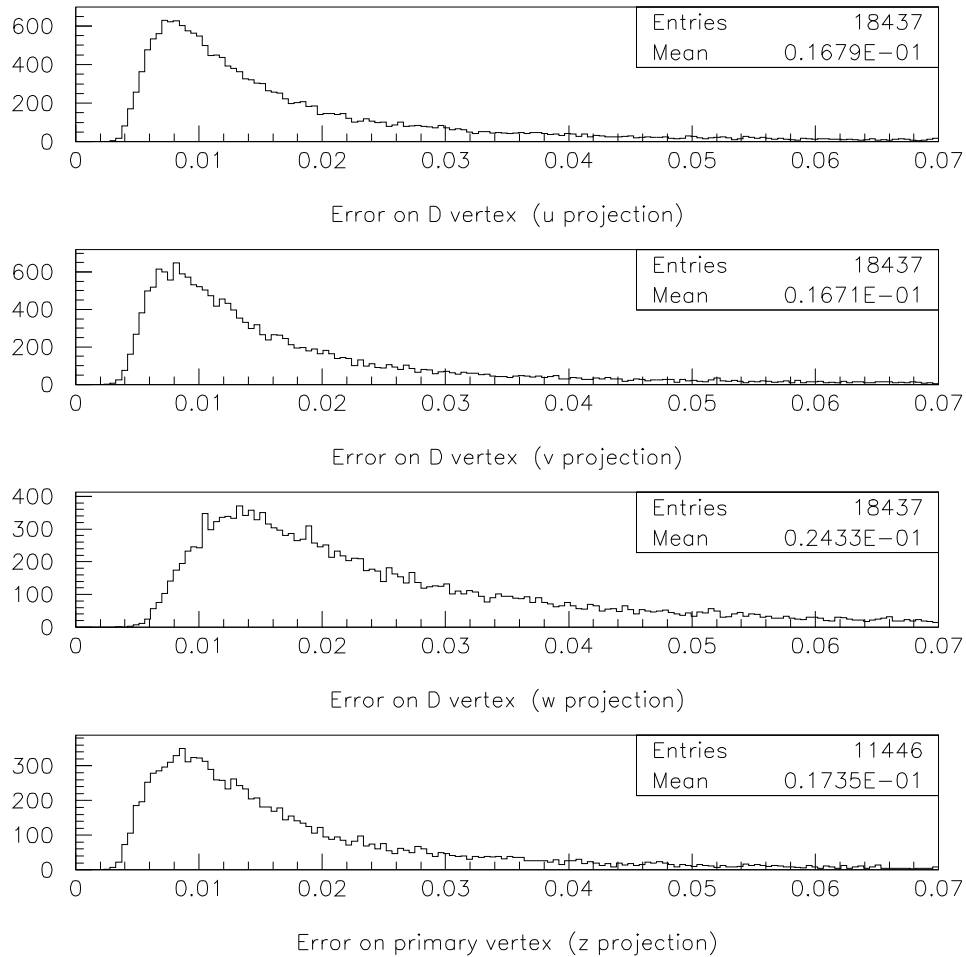 600
400
200
0
Entries 18437
Mean 0.1679E−01
0 0.01 0.02 0.03 0.04 0.05 0.06 0.07
Error on D vertex (u projection)
600
400
200
0
Entries 18437
Mean 0.1671E−01
0 0.01 0.02 0.03 0.04 0.05 0.06 0.07
Error on D vertex (v projection)
400
300
200
100
0
Entries 18437
Mean 0.2433E−01
0 0.01 0.02 0.03 0.04 0.05 0.06 0.07
Error on D vertex (w projection)
300
200
100
0
Entries 11446
Mean 0.1735E−01
0 0.01 0.02 0.03 0.04 0.05 0.06 0.07
Error on primary vertex (z projection)